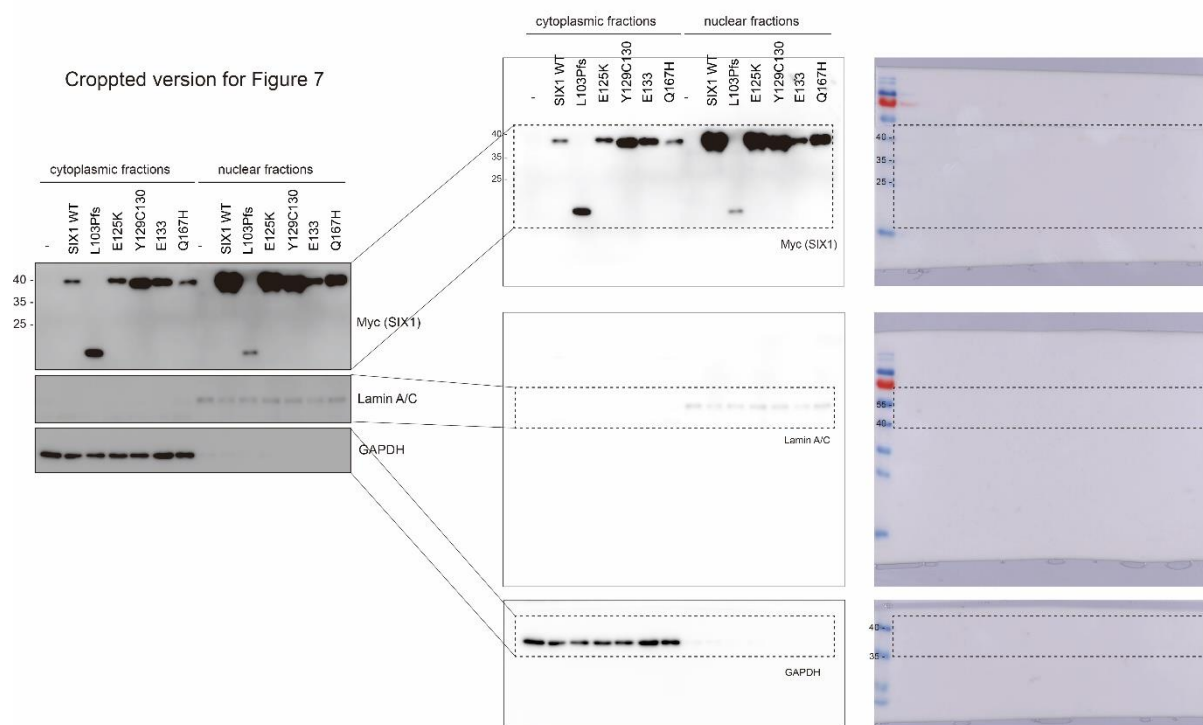 Croppted version for Figure 7
cytoplasmic fractions
nuclear fractions
-
SIX1 WT
L103Pfs
E125K
Y129C130
E133
Q167H
-
SIX1 WT
L103Pfs
E125K
Y129C130
E133
Q167H
40 -
35 -
25 -
Myc (SIX1)
Lamin A/C
GAPDH
cytoplasmic fractions
nuclear fractions
-
SIX1 WT
L103Pfs
E125K
Y129C130
E133
Q167H
-
SIX1 WT
L103Pfs
E125K
Y129C130
E133
Q167H
40-
35-
25-
Myc (SIX1)
Lamin A/C
GAPDH
40-
35-
25-
55-
40-
40-
35-